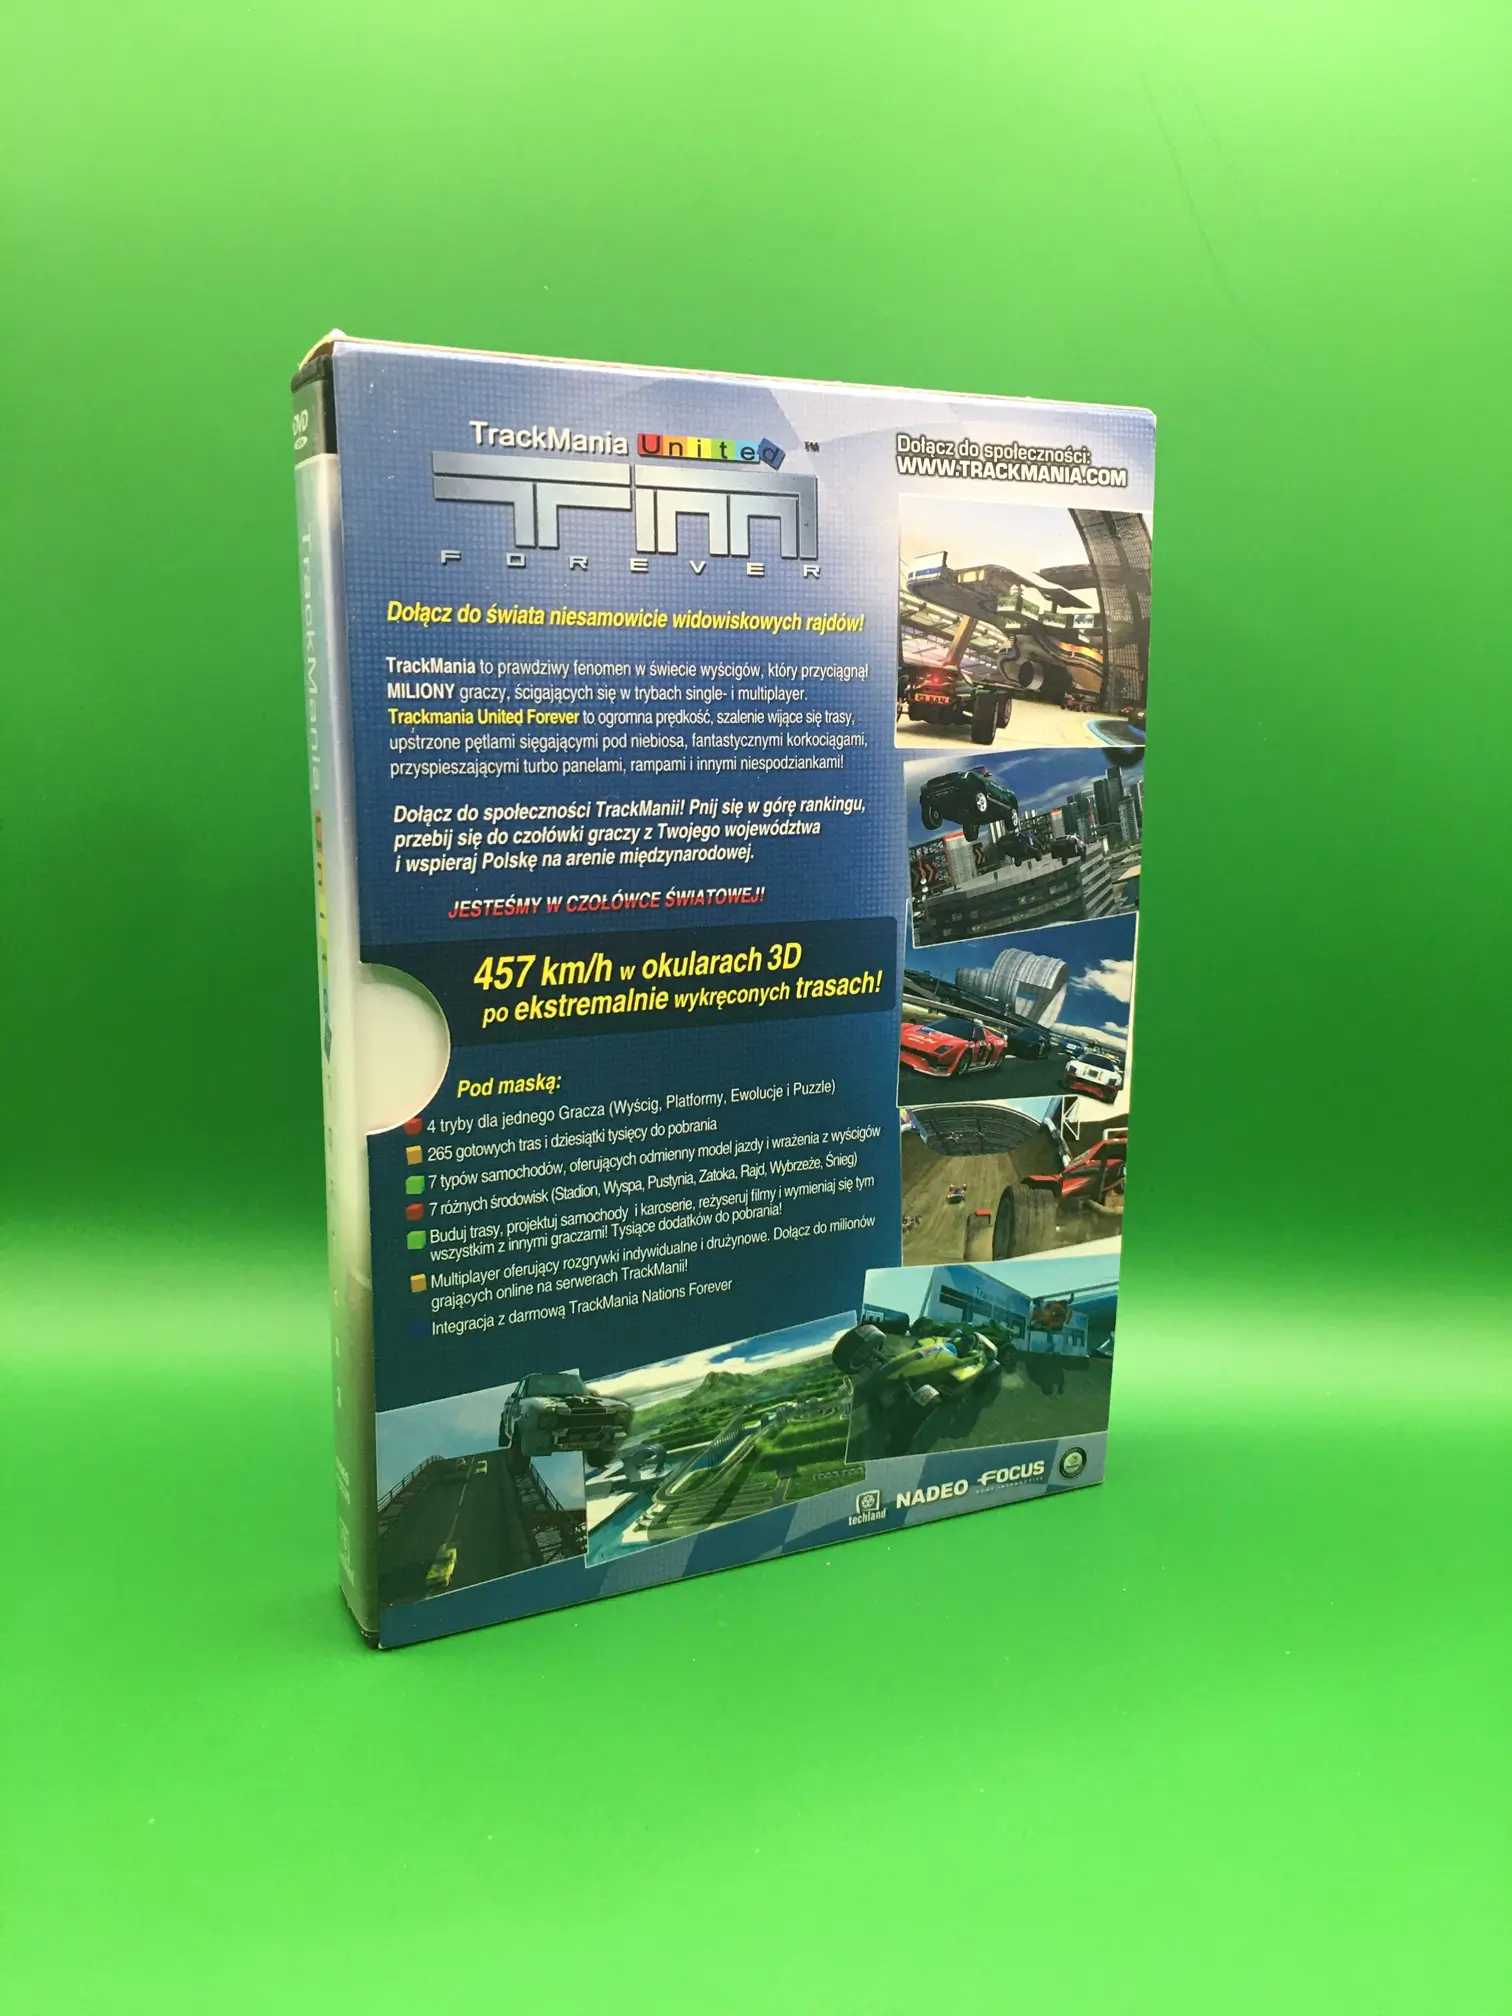 TrackMania United ™
TM
FOREVER
Dołącz do społeczności:
WWW.TRACKMANIA.COM
Dołącz do świata niesamowicie widowiskowych rajdów!
TrackMania to prawdziwy fenomen w świecie wyścigów, który przyciągnął
MILIONY graczy, ścigających się w trybach single- i multiplayer.
Trackmania United Forever to ogromna prędkość, szalenie wijące się trasy,
upstrzone pętlami sięgającymi pod niebiosa, fantastycznymi korkociągami,
przyspieszającymi turbo panelami, rampami i innymi niespodziankami!
Dołącz do społeczności TrackManii! Pnij się w górę rankingu,
przebij się do czołówki graczy z Twojego województwa
i wspieraj Polskę na arenie międzynarodowej.
JESTEŚMY W CZOŁÓWCE ŚWIATOWEJ!
457 km/h w okularach 3D
po ekstremalnie wykręconych trasach!
Pod maską:
4 tryby dla jednego Gracza (Wyścig, Platformy, Ewolucje i Puzzle)
265 gotowych tras i dziesiątki tysięcy do pobrania
7 typów samochodów, oferujących odmienny model jazdy i wrażenia z wyścigów
7 różnych środowisk (Stadion, Wyspa, Pustynia, Zatoka, Rajd, Wybrzeże, Śnieg)
Buduj trasy, projektuj samochody i karoserie, reżyseruj filmy i wymieniaj się tym
wszystkim z innymi graczami! Tysiące dodatków do pobrania!
Multiplayer oferujący rozgrywki indywidualne i drużynowe. Dołącz do milionów
grających online na serwerach TrackManii!
Integracja z darmową TrackMania Nations Forever
techland
NADEO
FOCUS
HOME INTERACTIVE
DVD
TrackMania United